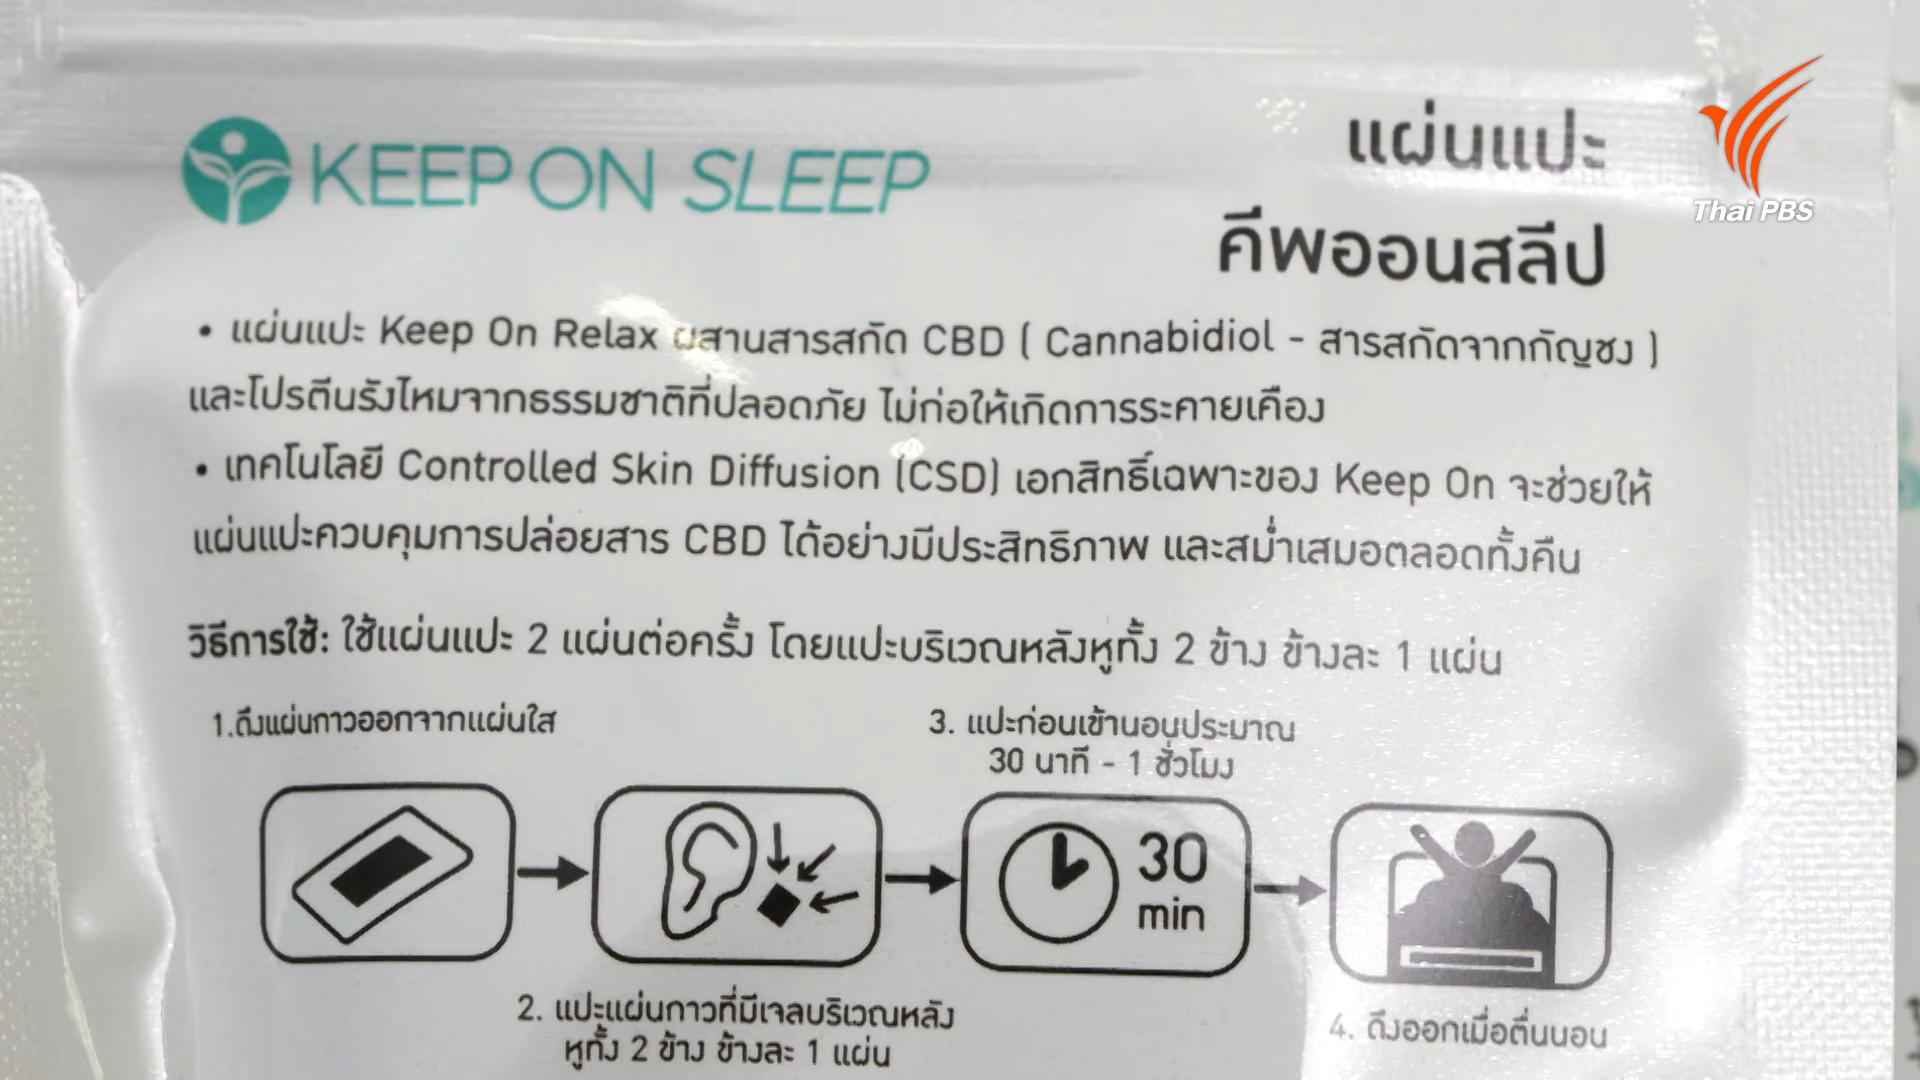 KEEP ON SLEEP
แผ่นแปะ
คีพออนสลีป
Thai PBS
• แผ่นแปะ Keep On Relax ผสานสารสกัด CBD ( Cannabidiol - สารสกัดจากกัญชง )
และโปรตีนรังไหมจากธรรมชาติที่ปลอดภัย ไม่ก่อให้เกิดการระคายเคือง
• เทคโนโลยี Controlled Skin Diffusion (CSD) เอกสิทธิ์เฉพาะของ Keep On จะช่วยให้
แผ่นแปะควบคุมการปล่อยสาร CBD ได้อย่างมีประสิทธิภาพ และสม่ำเสมอตลอดทั้งคืน
วิธีการใช้: ใช้แผ่นแปะ 2 แผ่นต่อครั้ง โดยแปะบริเวณหลังหูทั้ง 2 ข้าง ข้างละ 1 แผ่น
1.ดึงแผ่นกาวออกจากแผ่นใส
3. แปะก่อนเข้านอนประมาณ
30 นาที - 1 ชั่วโมง
30
min
2. แปะแผ่นกาวที่มีเจลบริเวณหลัง
หูทั้ง 2 ข้าง ข้างละ 1 แผ่น
4. ดึงออกเมื่อตื่นนอน